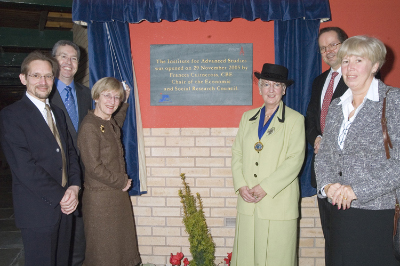 The Institute for Advanced Studies
was opened on 29 November 2005 by
Frances Cairncross, CBE
Chair of the Economic
and Social Research Council